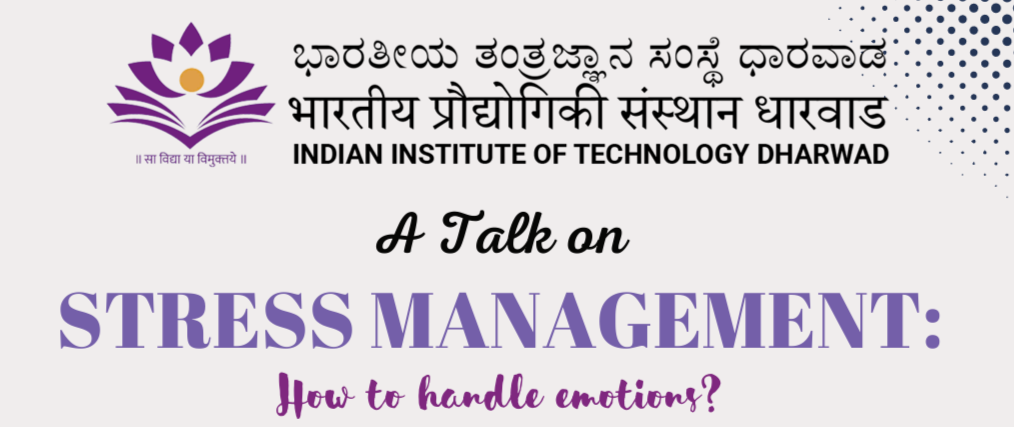 ಭಾರತೀಯ ತಂತ್ರಜ್ಞಾನ ಸಂಸ್ಥೆ ಧಾರವಾಡ
भारतीय प्रौद्योगिकी संस्थान धारवाड
INDIAN INSTITUTE OF TECHNOLOGY DHARWAD
॥ सा विद्या या विमुक्तये ॥
A Talk on
STRESS MANAGEMENT:
How to handle emotions?